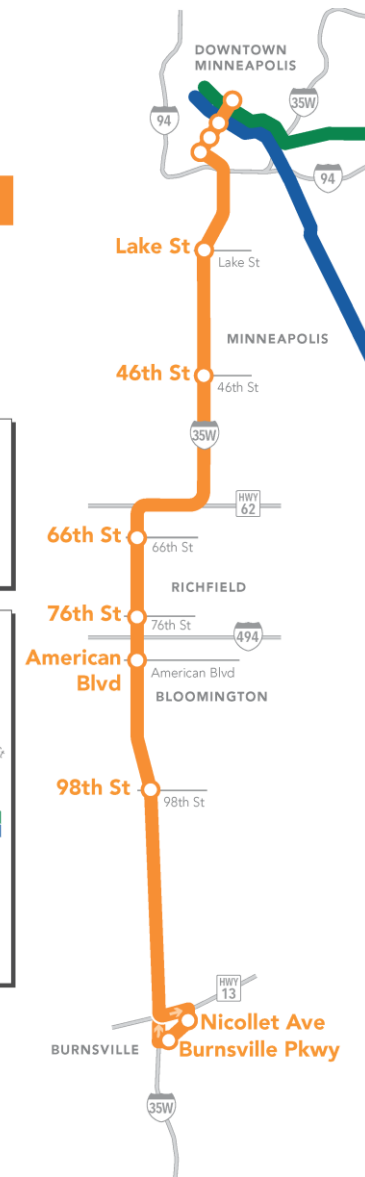 DOWNTOWN
MINNEAPOLIS
35W
94
94
Lake St
Lake St
MINNEAPOLIS
46th St
46th St
35W
HWY
62
66th St
66th St
RICHFIELD
76th St
76th St
494
American
Blvd
American Blvd
BLOOMINGTON
98th St
98th St
HWY
13
Nicollet Ave
BURNSVILLE
Burnsville Pkwy
35W